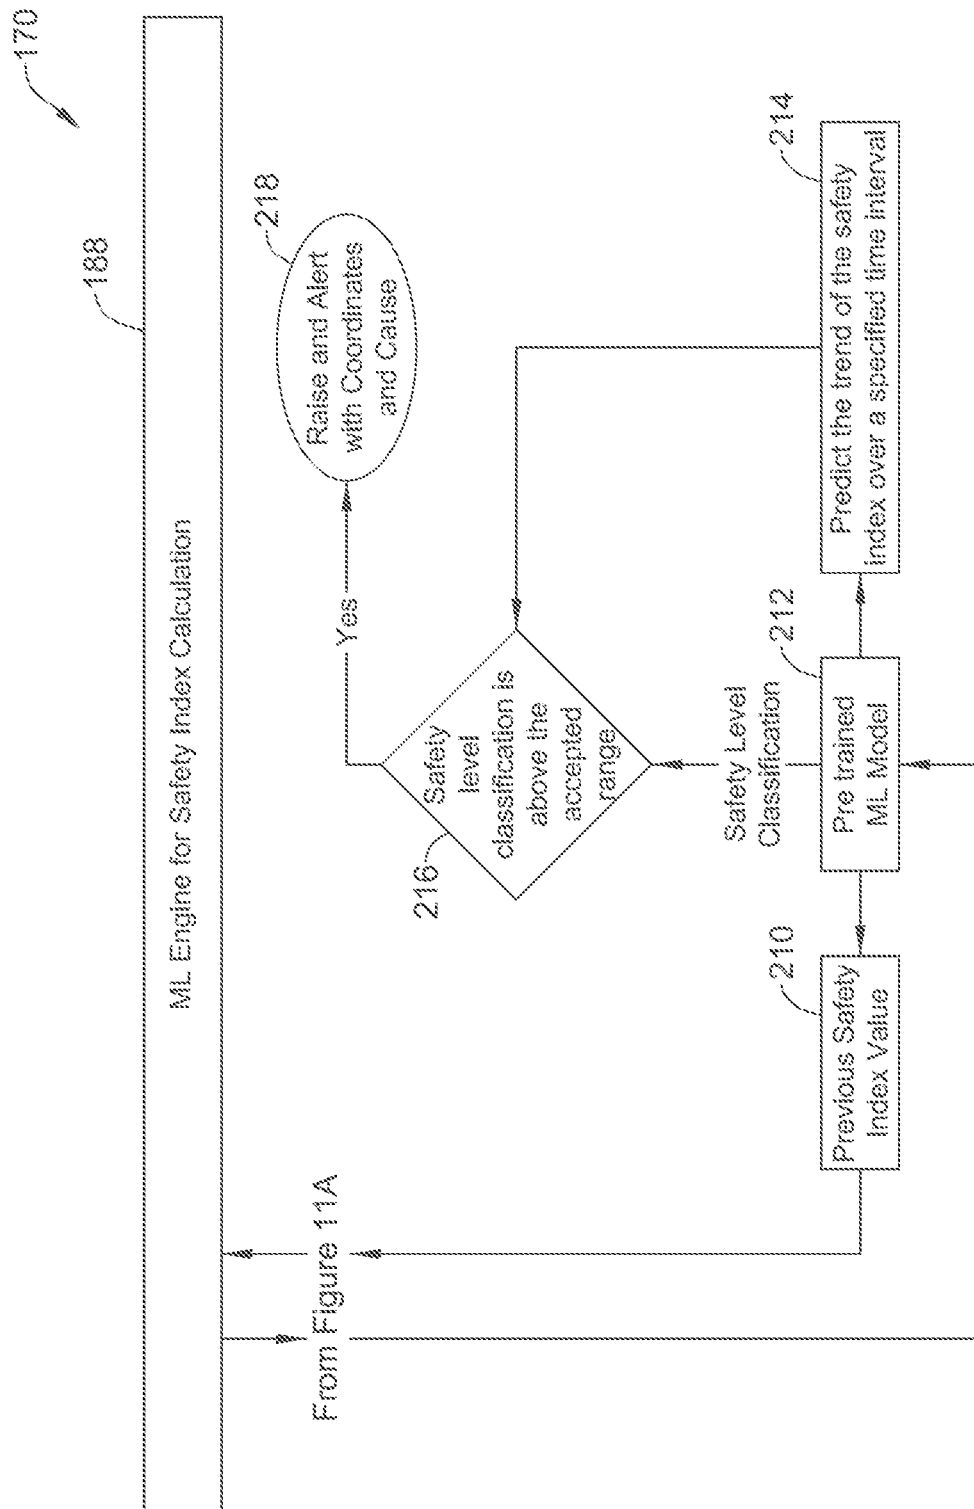 170
188
ML Engine for Safety Index Calculation
From Figure 11A
218
Raise and Alert
with Coordinates
and Cause
Yes
216
Safety
level
classification is
above the
accepted
range
Safety Level
Classification
210
Previous Safety
Index Value
212
Pre trained
ML Model
214
Predict the trend of the safety
Index over a specified time interval